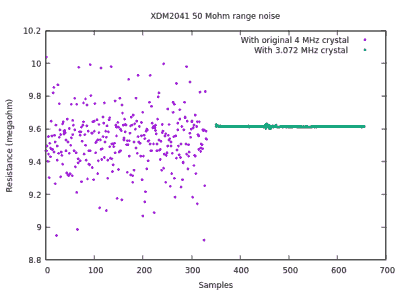 XDM2041 50 Mohm range noise
10.2
With original 4 MHz crystal
With 3.072 MHz crystal
10
9.8
9.6
9.4
9.2
9
8.8
Resistance (megaohm)
0 100 200 300 400 500 600 700
Samples